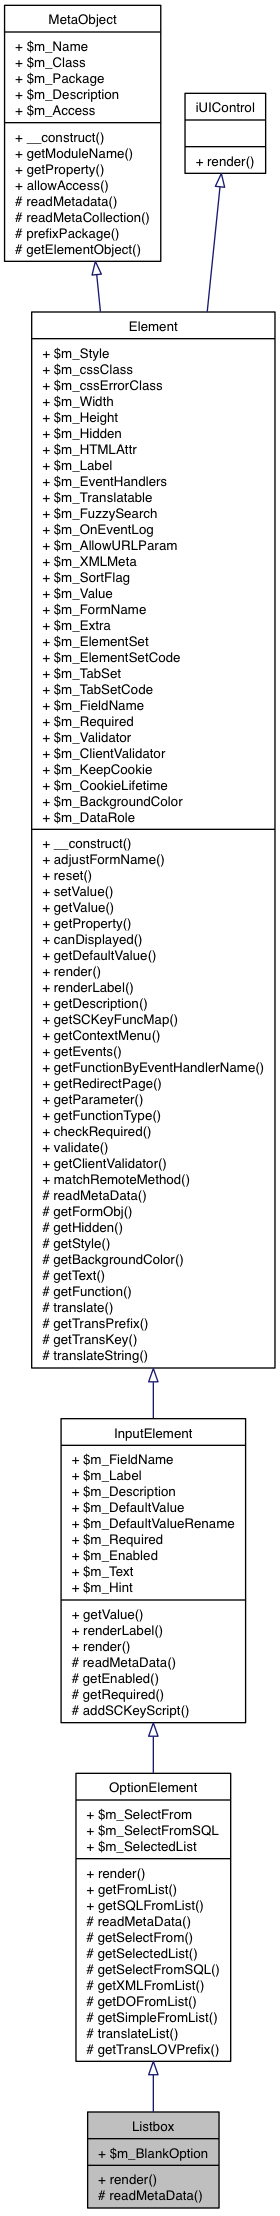 MetaObject
+ $m_Name
+ $m_Class
+ $m_Package
+ $m_Description
+ $m_Access
+ __construct()
+ getModuleName()
+ getProperty()
+ allowAccess()
# readMetadata()
# readMetaCollection()
# prefixPackage()
# getElementObject()
iUIControl
+ render()
Element
+ $m_Style
+ $m_cssClass
+ $m_cssErrorClass
+ $m_Width
+ $m_Height
+ $m_Hidden
+ $m_HTMLAttr
+ $m_Label
+ $m_EventHandlers
+ $m_Translatable
+ $m_FuzzySearch
+ $m_OnEventLog
+ $m_AllowURLParam
+ $m_XMLMeta
+ $m_SortFlag
+ $m_Value
+ $m_FormName
+ $m_Extra
+ $m_ElementSet
+ $m_ElementSetCode
+ $m_TabSet
+ $m_TabSetCode
+ $m_FieldName
+ $m_Required
+ $m_Validator
+ $m_ClientValidator
+ $m_KeepCookie
+ $m_CookieLifetime
+ $m_BackgroundColor
+ $m_DataRole
+ __construct()
+ adjustFormName()
+ reset()
+ setValue()
+ getValue()
+ getProperty()
+ canDisplayed()
+ getDefaultValue()
+ render()
+ renderLabel()
+ getDescription()
+ getSCKeyFuncMap()
+ getContextMenu()
+ getEvents()
+ getFunctionByEventHandlerName()
+ getRedirectPage()
+ getParameter()
+ getFunctionType()
+ checkRequired()
+ validate()
+ getClientValidator()
+ matchRemoteMethod()
# readMetaData()
# getFormObj()
# getHidden()
# getStyle()
# getBackgroundColor()
# getText()
# getFunction()
# translate()
# getTransPrefix()
# getTransKey()
# translateString()
InputElement
+ $m_FieldName
+ $m_Label
+ $m_Description
+ $m_DefaultValue
+ $m_DefaultValueRename
+ $m_Required
+ $m_Enabled
+ $m_Text
+ $m_Hint
+ getValue()
+ renderLabel()
+ render()
# readMetaData()
# getEnabled()
# getRequired()
# addSCKeyScript()
OptionElement
+ $m_SelectFrom
+ $m_SelectFromSQL
+ $m_SelectedList
+ render()
+ getFromList()
+ getSQLFromList()
# readMetaData()
# getSelectFrom()
# getSelectedList()
# getSelectFromSQL()
# getXMLFromList()
# getDOFromList()
# getSimpleFromList()
# translateList()
# getTransLOVPrefix()
Listbox
+ $m_BlankOption
+ render()
# readMetaData()